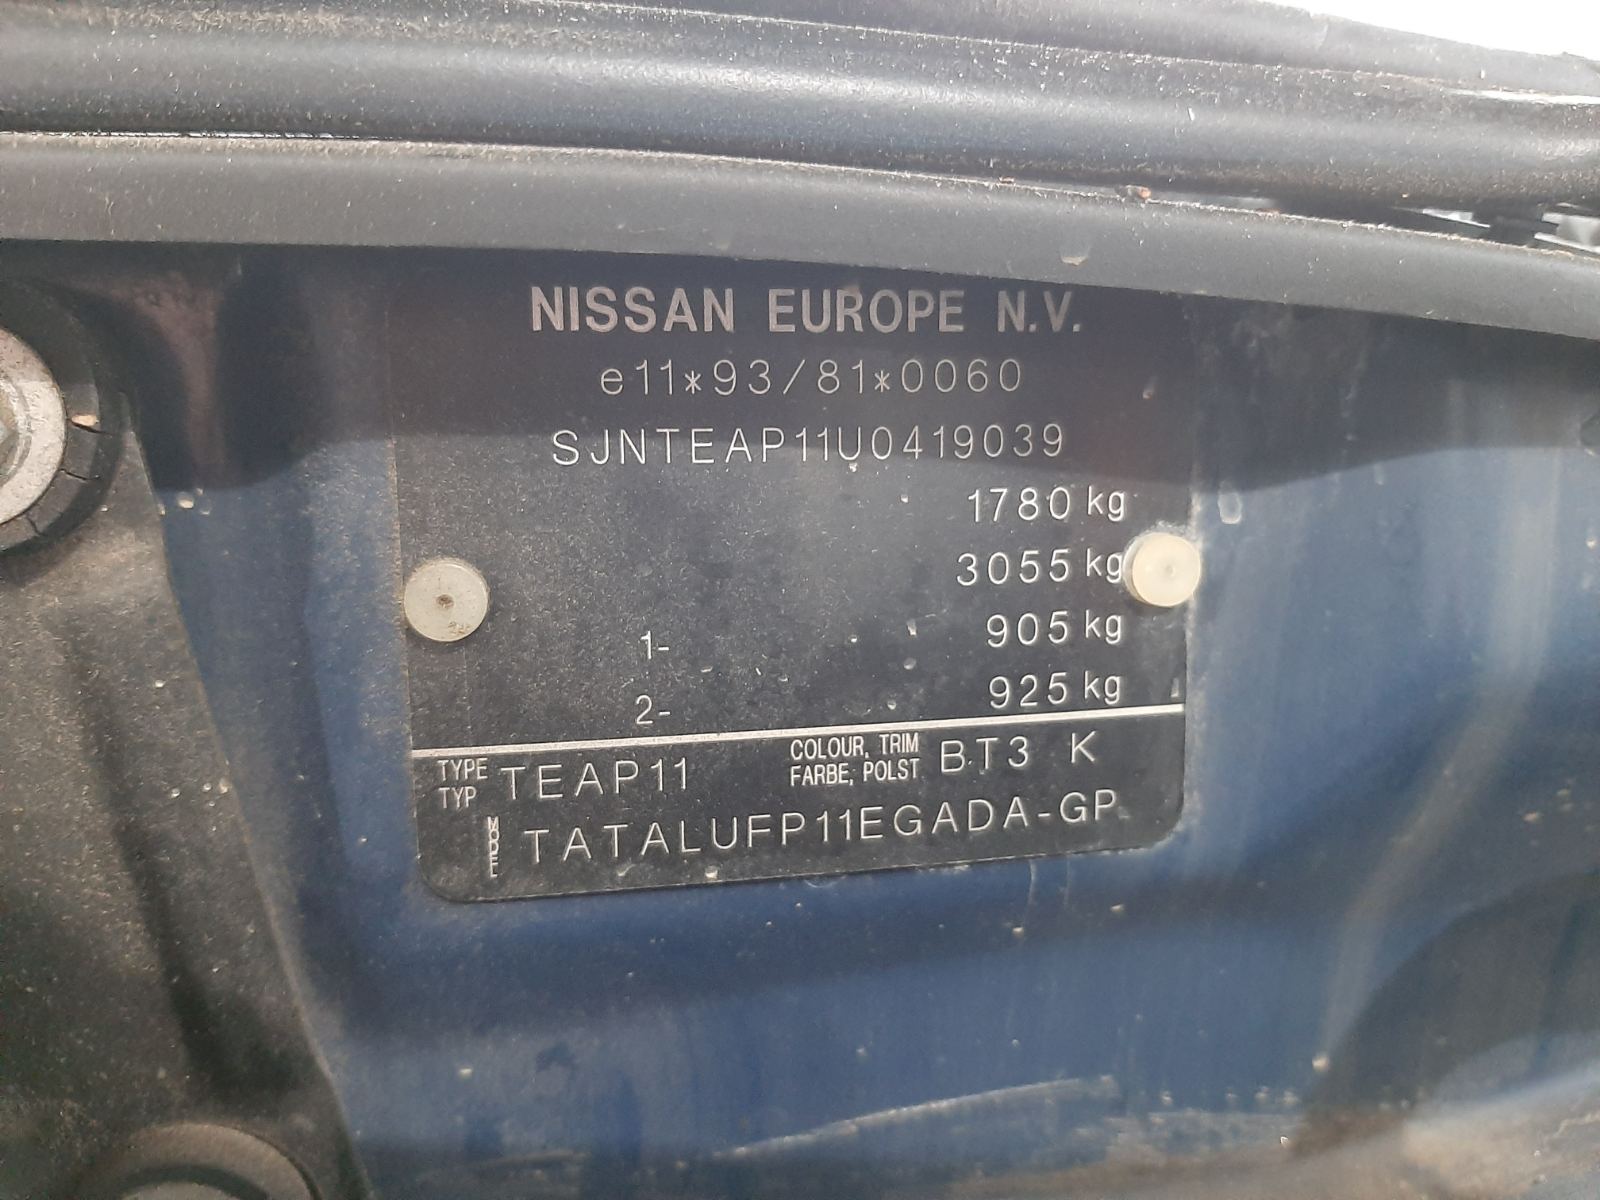 NISSAN EUROPE N.V.
e11*93/81*0060
SJNTEAP11U0419039
1780 kg
3055 kg
1- 905 kg
2- 925 kg
TYPE TYP TEAP11 COLOUR, TRIM FARBE, POLST BT3 K
MODEL TATALUFP11EGADA-GP